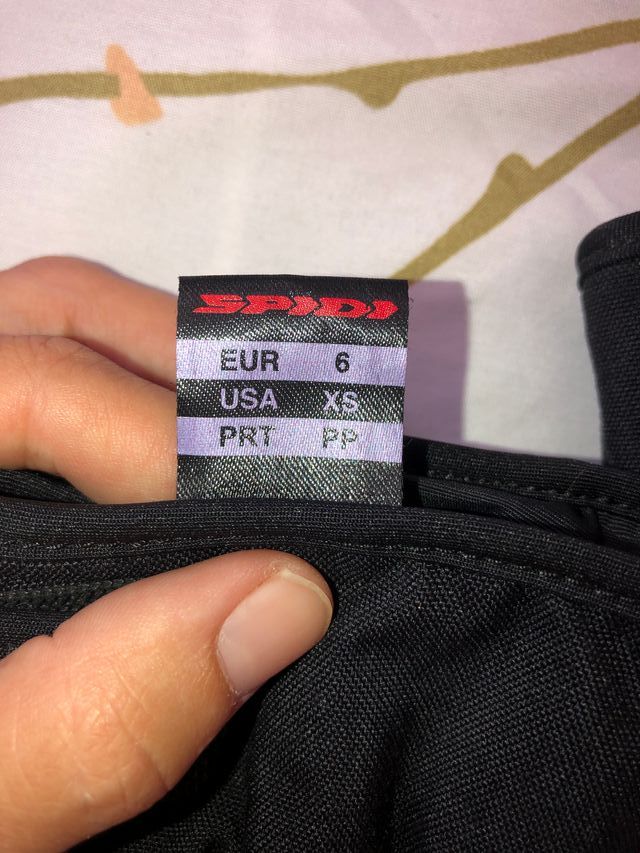 SPIDI
EUR 6
USA XS
PRT PP